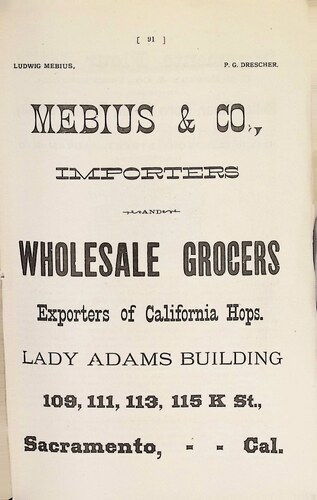 [ 91 ]
LUDWIG MEBIUS. P. G. DRESCHER.
MEBIUS & CO.,
IMPORTERS
AND
WHOLESALE GROCERS
Exporters of California Hops.
LADY ADAMS BUILDING
109, 111, 113, 115 K St.,
Sacramento, - - Cal.